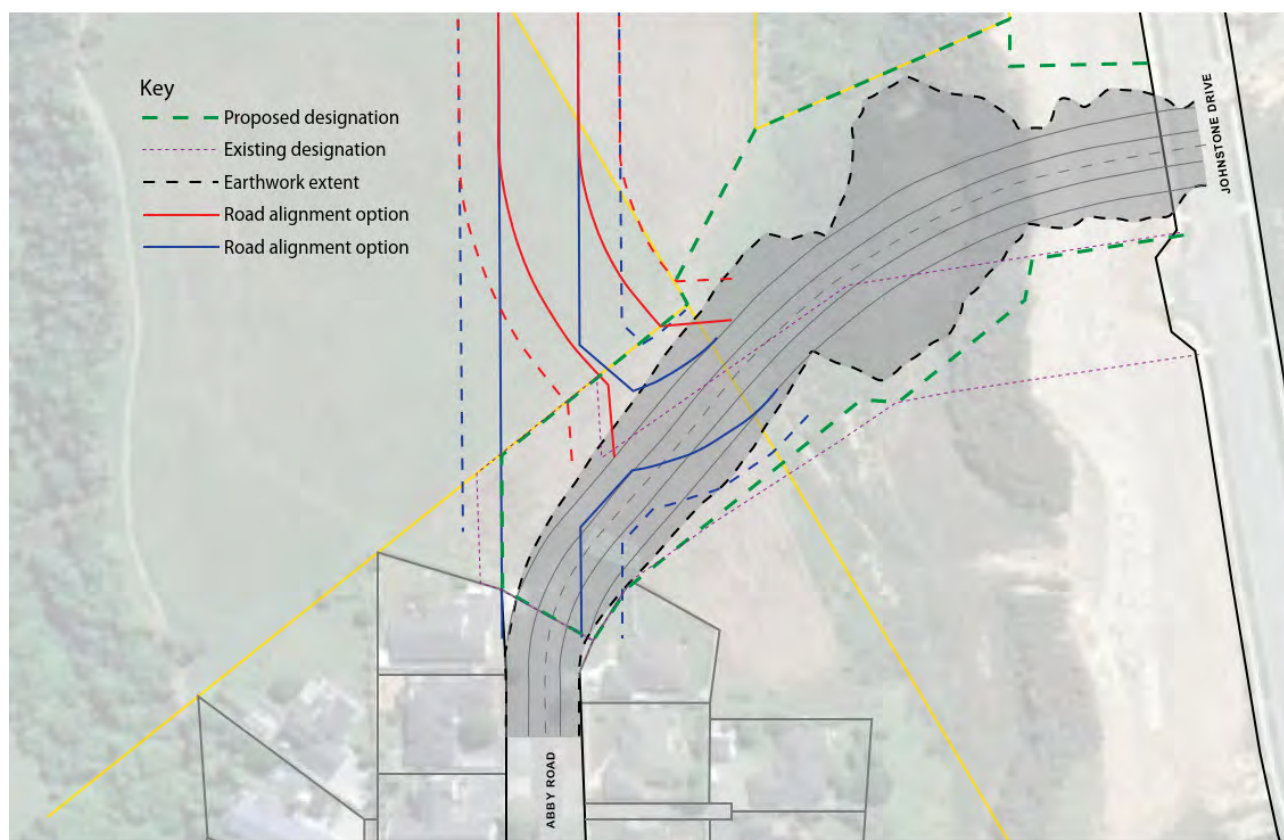 Key
Proposed designation
Existing designation
Earthwork extent
Road alignment option
Road alignment option
JOHNSTONE DRIVE
ABBY ROAD